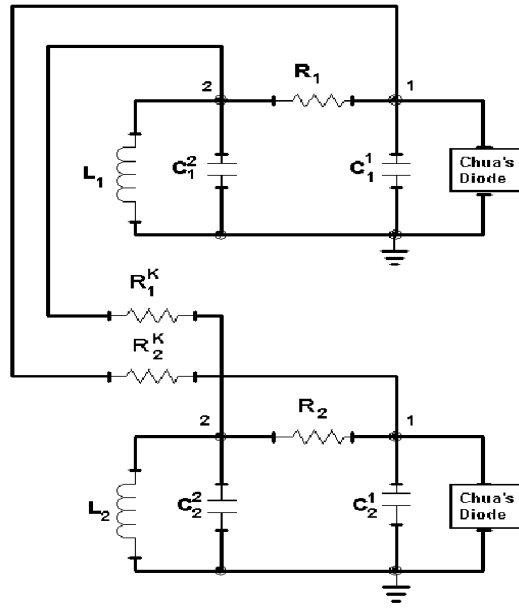 R₁
2
1
L₁
C₁²
C₁¹
Chua's
Diode
R₁ᴷ
R₂ᴷ
R₂
2
1
L₂
C₂²
C₂¹
Chua's
Diode